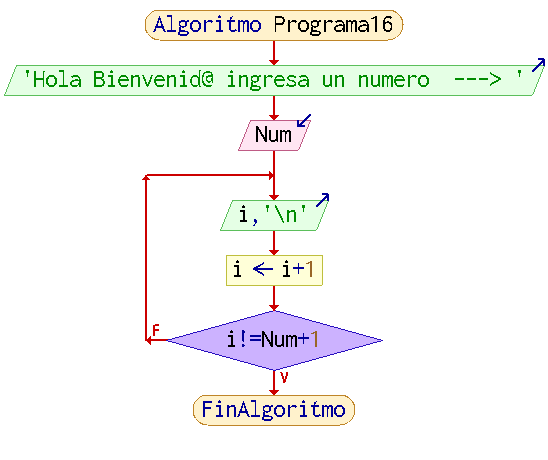 Algoritmo Programa16
'Hola Bienvenid@ ingresa un numero  ---> '
Num
i,'\n'
i ← i+1
i!=Num+1
F
V
FinAlgoritmo